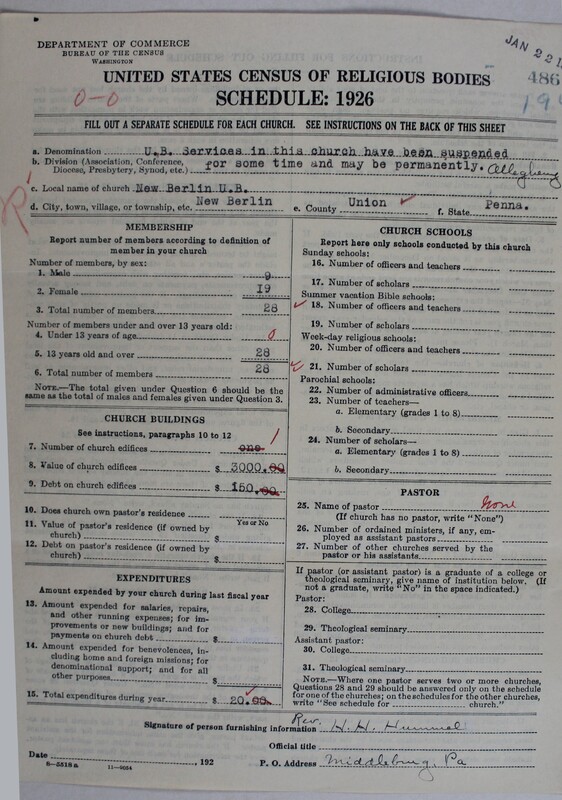 DEPARTMENT OF COMMERCE
BUREAU OF THE CENSUS
WASHINGTON
JAN 22 1
486
0-0
UNITED STATES CENSUS OF RELIGIOUS BODIES
SCHEDULE: 1926
FILL OUT A SEPARATE SCHEDULE FOR EACH CHURCH. SEE INSTRUCTIONS ON THE BACK OF THIS SHEET
a. Denomination U.B. Services in this church have been suspended
b. Division (Association, Conference, Diocese, Presbytery, Synod, etc.) for some time and may be permanently. Allegheny
c. Local name of church New Berlin U.B.
d. City, town, village, or township, etc. New Berlin e. County Union f. State Penna.
MEMBERSHIP
Report number of members according to definition of
member in your church
Number of members, by sex:
1. Male 9
2. Female 19
3. Total number of members 28
Number of members under and over 13 years old:
4. Under 13 years of age 0
5. 13 years old and over 28
6. Total number of members 28
NOTE.—The total given under Question 6 should be
same as the total of males and females given under Question 3.
CHURCH BUILDINGS
See instructions, paragraphs 10 to 12
7. Number of church edifices one 1
8. Value of church edifices $ 3000.00
9. Debt on church edifices $ 150.00
10. Does church own pastor's residence
Yes or No
11. Value of pastor's residence (if owned by
church) $
12. Debt on pastor's residence (if owned by
church) $
EXPENDITURES
Amount expended by your church during last fiscal year
13. Amount expended for salaries, repairs,
and other running expenses; for im-
provements or new buildings; and for
payments on church debt $
14. Amount expended for benevolences, in-
cluding home and foreign missions; for
denominational support; and for all
other purposes $
15. Total expenditures during year $ 20.00
CHURCH SCHOOLS
Report here only schools conducted by this church
Sunday schools:
16. Number of officers and teachers
17. Number of scholars
Summer vacation Bible schools:
18. Number of officers and teachers
19. Number of scholars
Week-day religious schools:
20. Number of officers and teachers
21. Number of scholars
Parochial schools:
22. Number of administrative officers
23. Number of teachers—
a. Elementary (grades 1 to 8)
b. Secondary
24. Number of scholars—
a. Elementary (grades 1 to 8)
b. Secondary
PASTOR
25. Name of pastor None
(If church has no pastor, write "None")
26. Number of ordained ministers, if any, em-
ployed as assistant pastors
27. Number of other churches served by the
pastor or his assistants
If pastor (or assistant pastor) is a graduate of a college or
theological seminary, give name of institution below. (If
not a graduate, write "No" in the space indicated.)
Pastor:
28. College
29. Theological seminary
Assistant pastor:
30. College
31. Theological seminary
NOTE.—Where one pastor serves two or more churches,
Questions 28 and 29 should be answered only on the schedule
for one of the churches; on the schedules for the other churches,
write "See schedule for church."
Signature of person furnishing information Rev. H. H. Hummel
Official title
Date , 192 P. O. Address Middleburg, Pa
8—5518a 11—9654